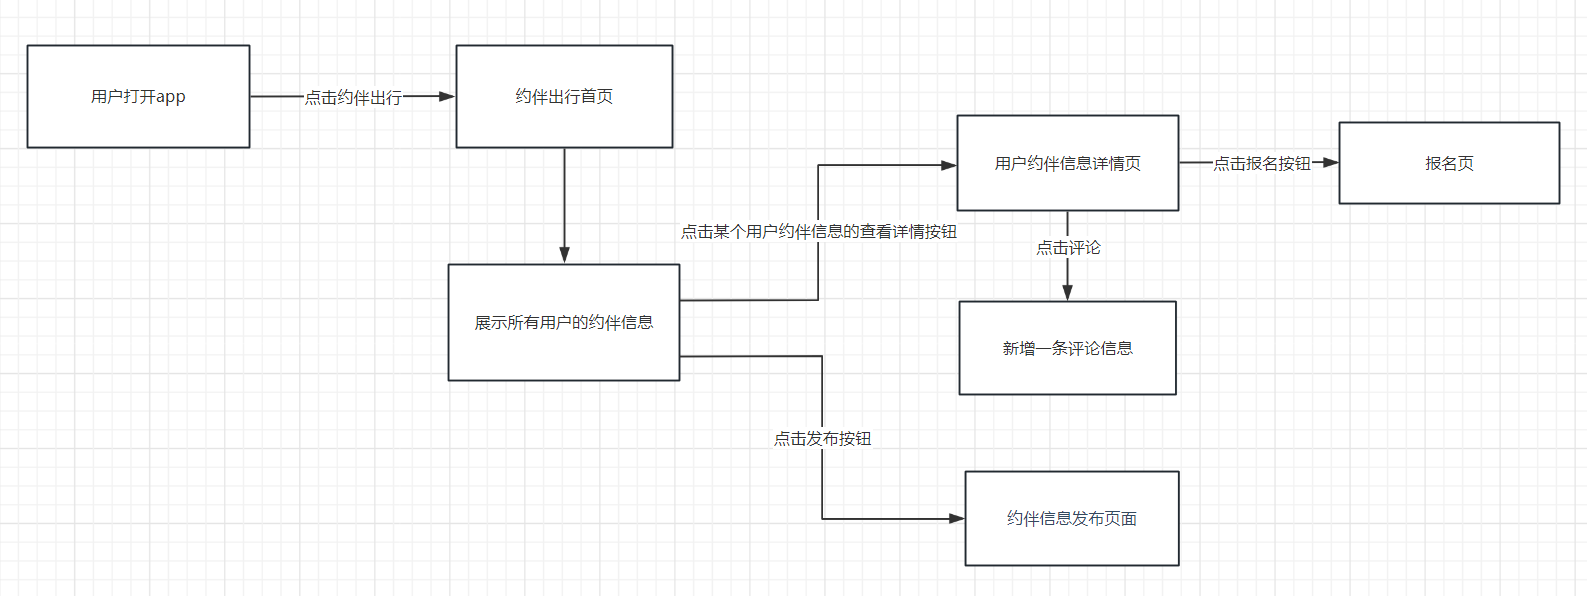 用户打开app
点击约伴出行
约伴出行首页
用户约伴信息详情页
点击报名按钮
报名页
点击某个用户约伴信息的查看详情按钮
点击评论
展示所有用户的约伴信息
新增一条评论信息
点击发布按钮
约伴信息发布页面